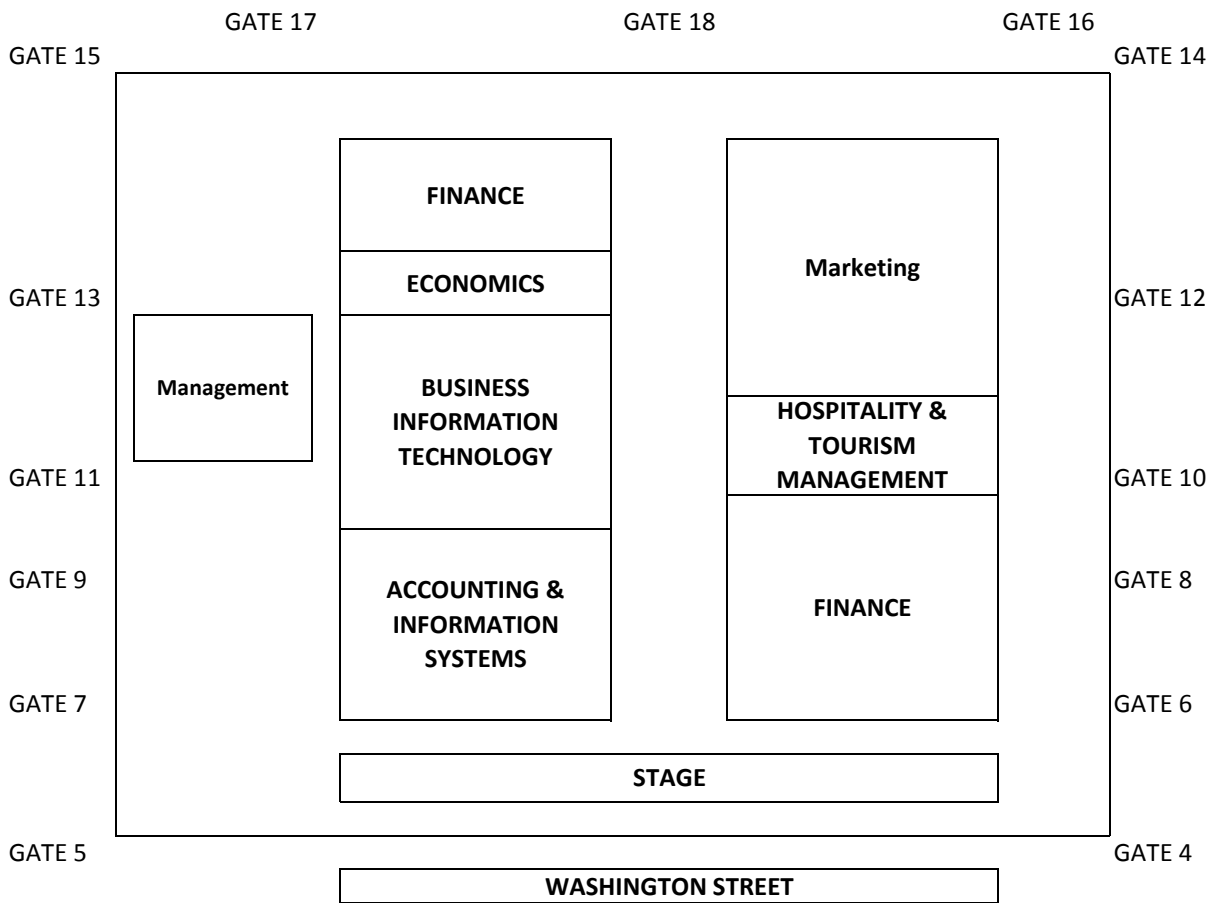 GATE 17
GATE 18
GATE 16
GATE 15
GATE 14
FINANCE
ECONOMICS
Marketing
GATE 13
GATE 12
Management
BUSINESS
INFORMATION
TECHNOLOGY
HOSPITALITY &
TOURISM
MANAGEMENT
GATE 11
GATE 10
GATE 9
GATE 8
ACCOUNTING &
INFORMATION
SYSTEMS
FINANCE
GATE 7
GATE 6
STAGE
GATE 5
GATE 4
WASHINGTON STREET